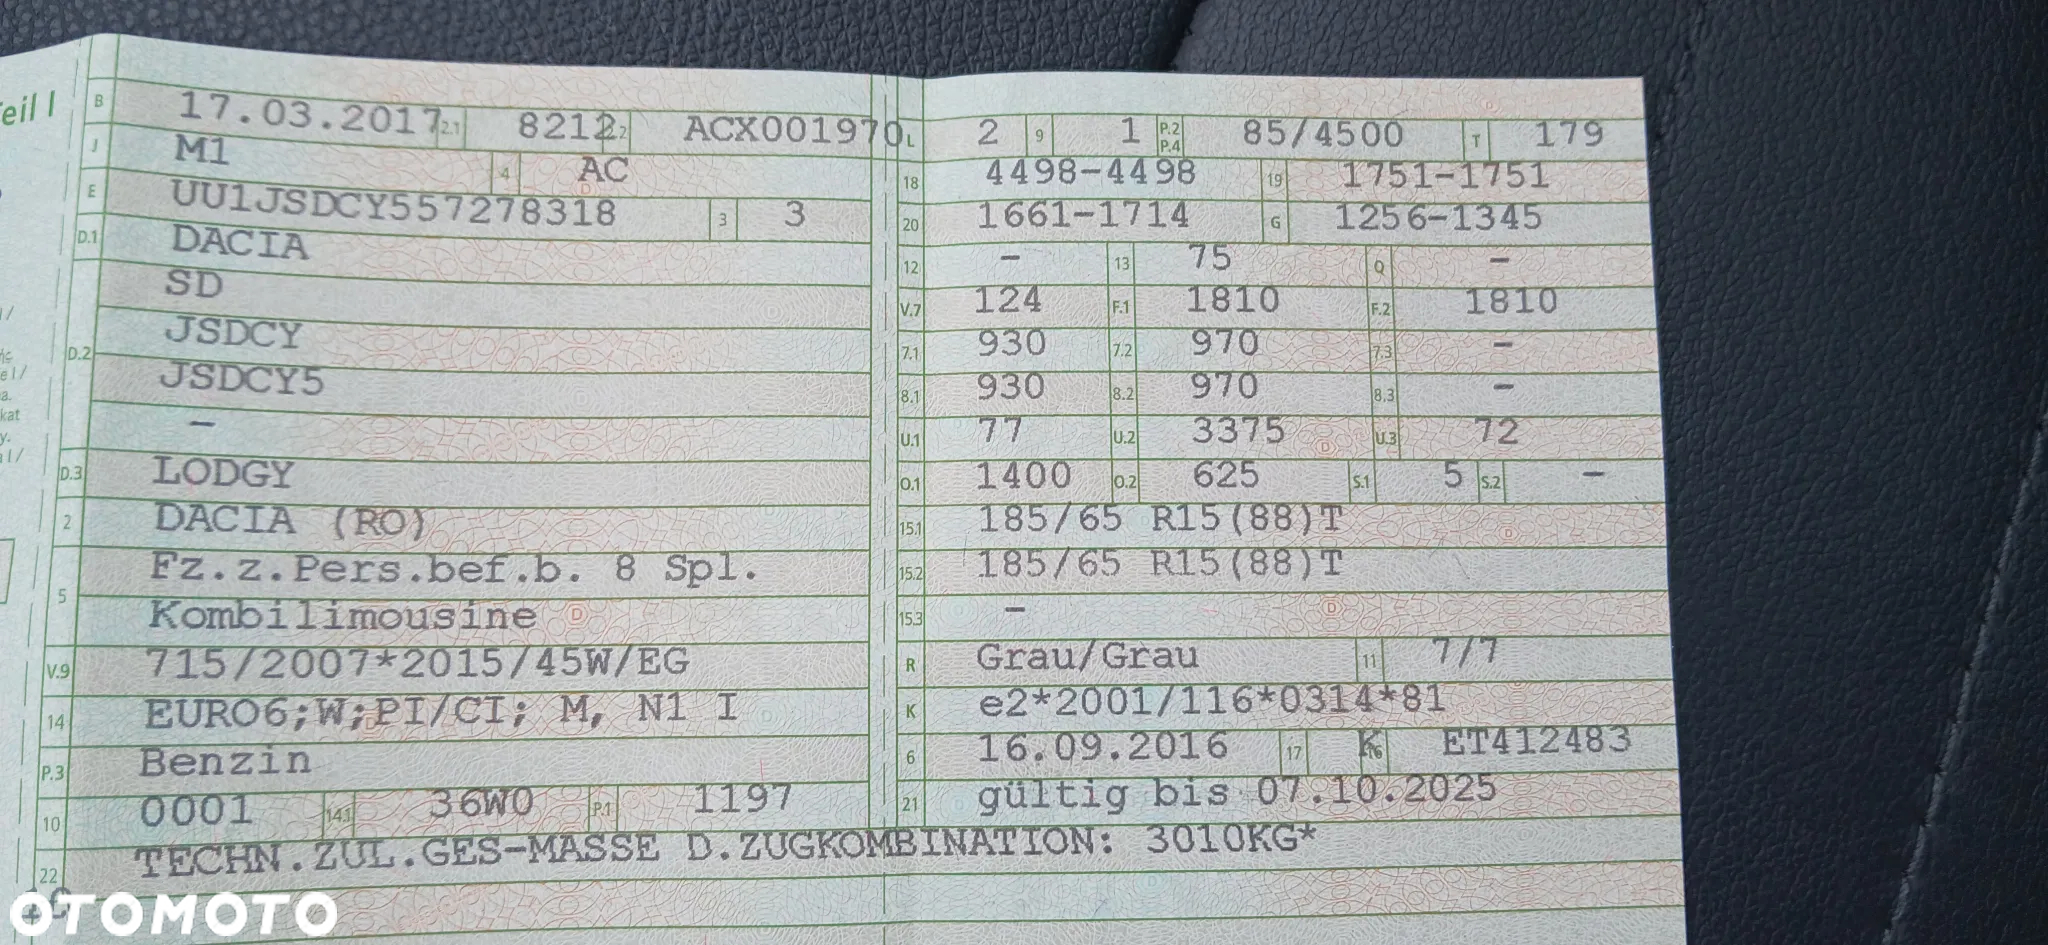 eil I
B 17.03.2017 2.1 8212 2.2 ACX001970
J M1 4 AC
E UU1JSDCY557278318 3 3
D.1 DACIA
SD
D.2 JSDCY
JSDCY5
–
D.3 LODGY
2 DACIA (RO)
5 Fz.z.Pers.bef.b. 8 Spl.
Kombilimousine
V.9 715/2007*2015/45W/EG
14 EURO6;W;PI/CI; M, N1 I
P.3 Benzin
10 0001 14.1 36W0 P.1 1197
22 TECHN.ZUL.GES-MASSE D.ZUGKOMBINATION: 3010KG*
L 2 9 1 P.2 P.4 85/4500 T 179
18 4498-4498 19 1751-1751
20 1661-1714 G 1256-1345
12 – 13 75 Q –
V.7 124 F.1 1810 F.2 1810
7.1 930 7.2 970 7.3 –
8.1 930 8.2 970 8.3 –
U.1 77 U.2 3375 U.3 72
O.1 1400 O.2 625 S.1 5 S.2 –
15.1 185/65 R15(88)T
15.2 185/65 R15(88)T
15.3 –
R Grau/Grau 11 7/7
K e2*2001/116*0314*81
6 16.09.2016 17 K 16 ET412483
21 gültig bis 07.10.2025
OTOMOTO